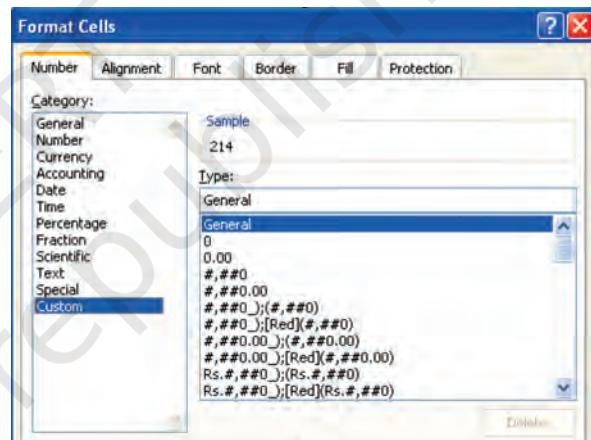 Format Cells
Number Alignment Font Border Fill Protection
Category:
General
Number
Currency
Accounting
Date
Time
Percentage
Fraction
Scientific
Text
Special
Custom
Sample
214
Type:
General
General
0
0.00
#,##0
#,##0.00
#,##0_);(#,##0)
#,##0_);[Red](#,##0)
#,##0.00_);(#,##0.00)
#,##0.00_);[Red](#,##0.00)
Rs.#,##0_);(Rs.#,##0)
Rs.#,##0_);[Red](Rs.#,##0)
Delete
republish